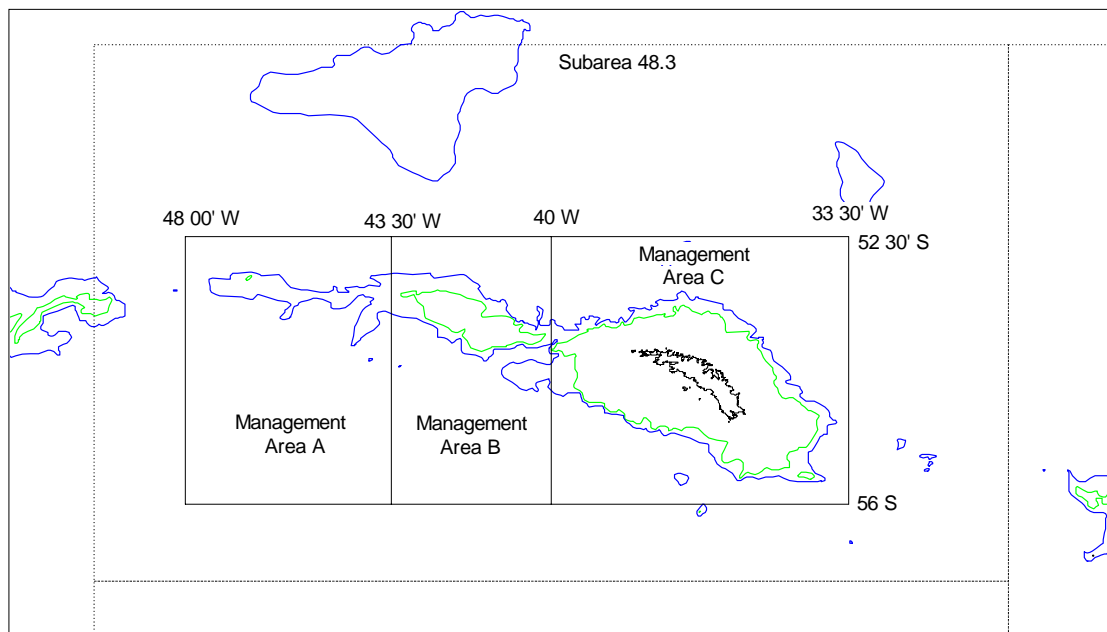 Subarea 48.3
48 00' W
43 30' W
40 W
33 30' W
52 30' S
Management
Area C
Management
Area A
Management
Area B
56 S